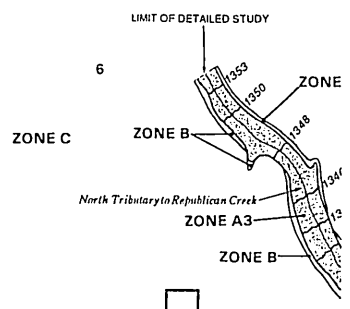 LIMIT OF DETAILED STUDY
6
1353
ZONE
1350
ZONE C
ZONE B
1348
North Tributary to Republican Creek
1346
ZONE A3
ZONE B